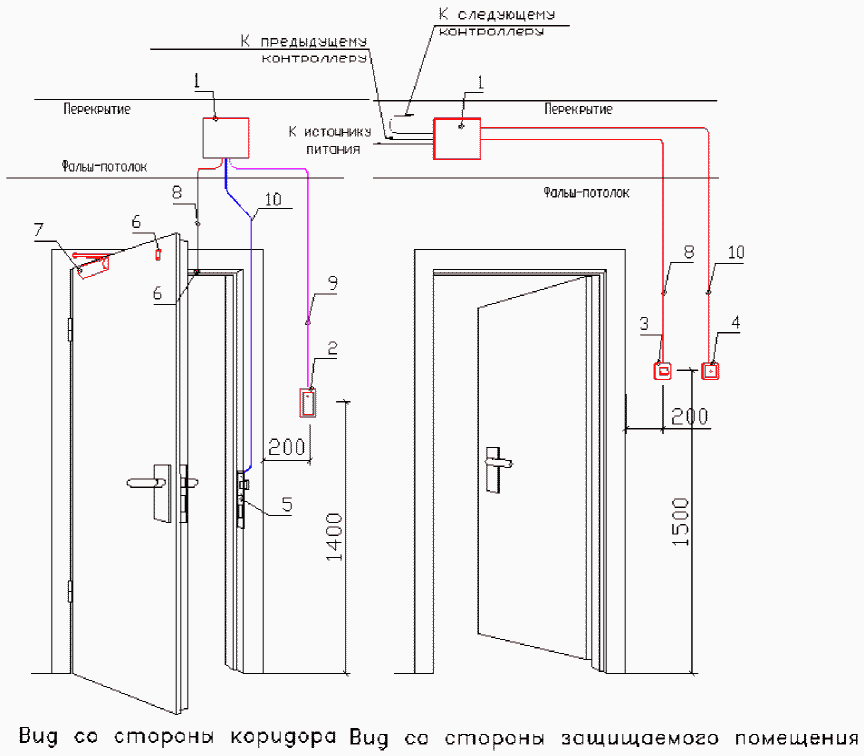 К следующему
контроллеру
К предыдущему
контроллеру
1
1
Перекрытие
Перекрытие
К источнику
питания
Фальш-потолок
Фальш-потолок
8
10
6
7
6
9
8
10
2
3
4
200
200
5
1400
1500
Вид со стороны коридора
Вид со стороны защищаемого помещения